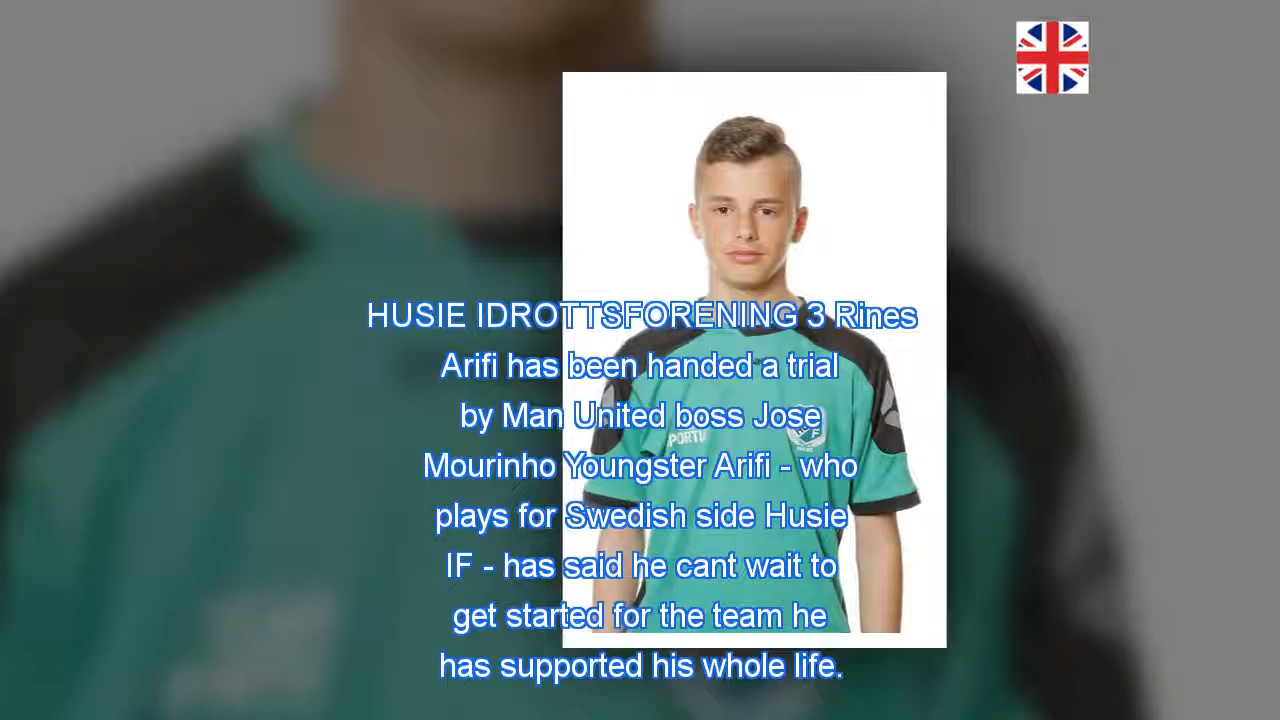 HUSIE IDROTTSFORENING 3 Rines
Arifi has been handed a trial
by Man United boss Jose
Mourinho Youngster Arifi - who
plays for Swedish side Husie
IF - has said he cant wait to
get started for the team he
has supported his whole life.